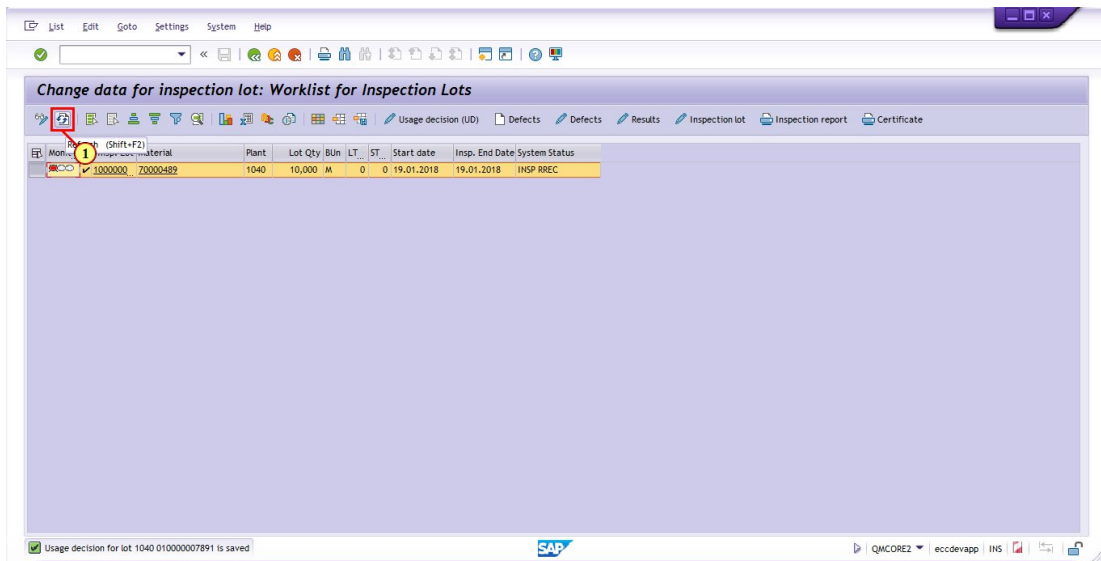 List Edit Goto Settings System Help
Change data for inspection lot: Worklist for Inspection Lots
Usage decision (UD) Defects Defects Results Inspection lot Inspection report Certificate
(Shift+F2)
1
Material Plant Lot Qty BUn LT... ST... Start date Insp. End Date System Status
1000000 70000489 1040 10,000 M 0 0 19.01.2018 19.01.2018 INSP RREC
Usage decision for lot 1040 010000007891 is saved SAP QMCORE2 eccdevapp INS